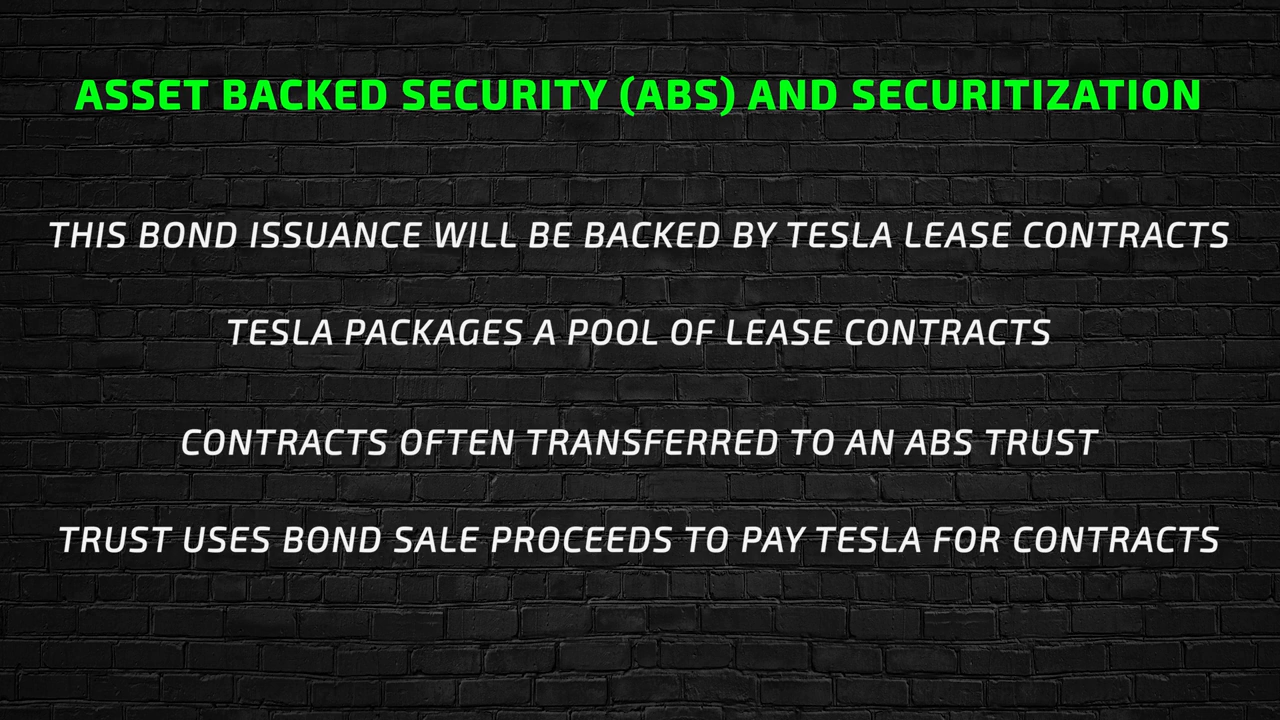 ASSET BACKED SECURITY (ABS) AND SECURITIZATION
THIS BOND ISSUANCE WILL BE BACKED BY TESLA LEASE CONTRACTS
TESLA PACKAGES A POOL OF LEASE CONTRACTS
CONTRACTS OFTEN TRANSFERRED TO AN ABS TRUST
TRUST USES BOND SALE PROCEEDS TO PAY TESLA FOR CONTRACTS